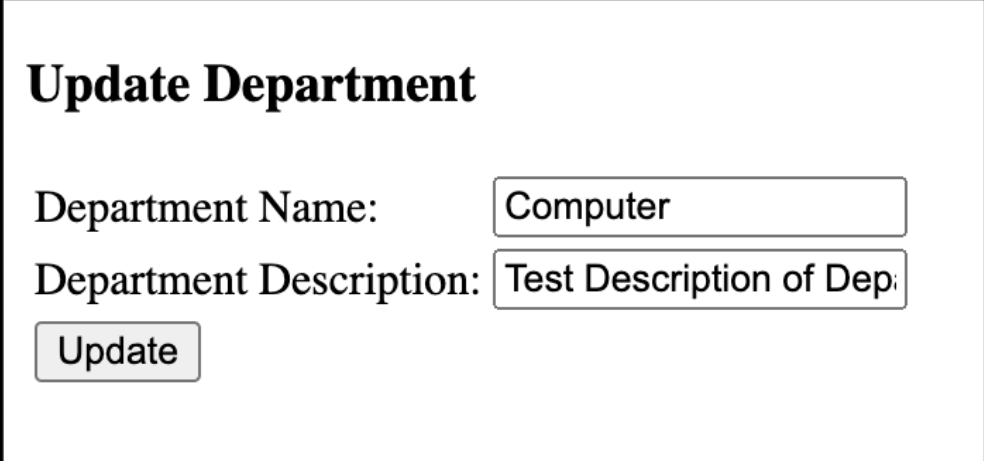 Update Department
Department Name: Computer
Department Description: Test Description of Dep
Update